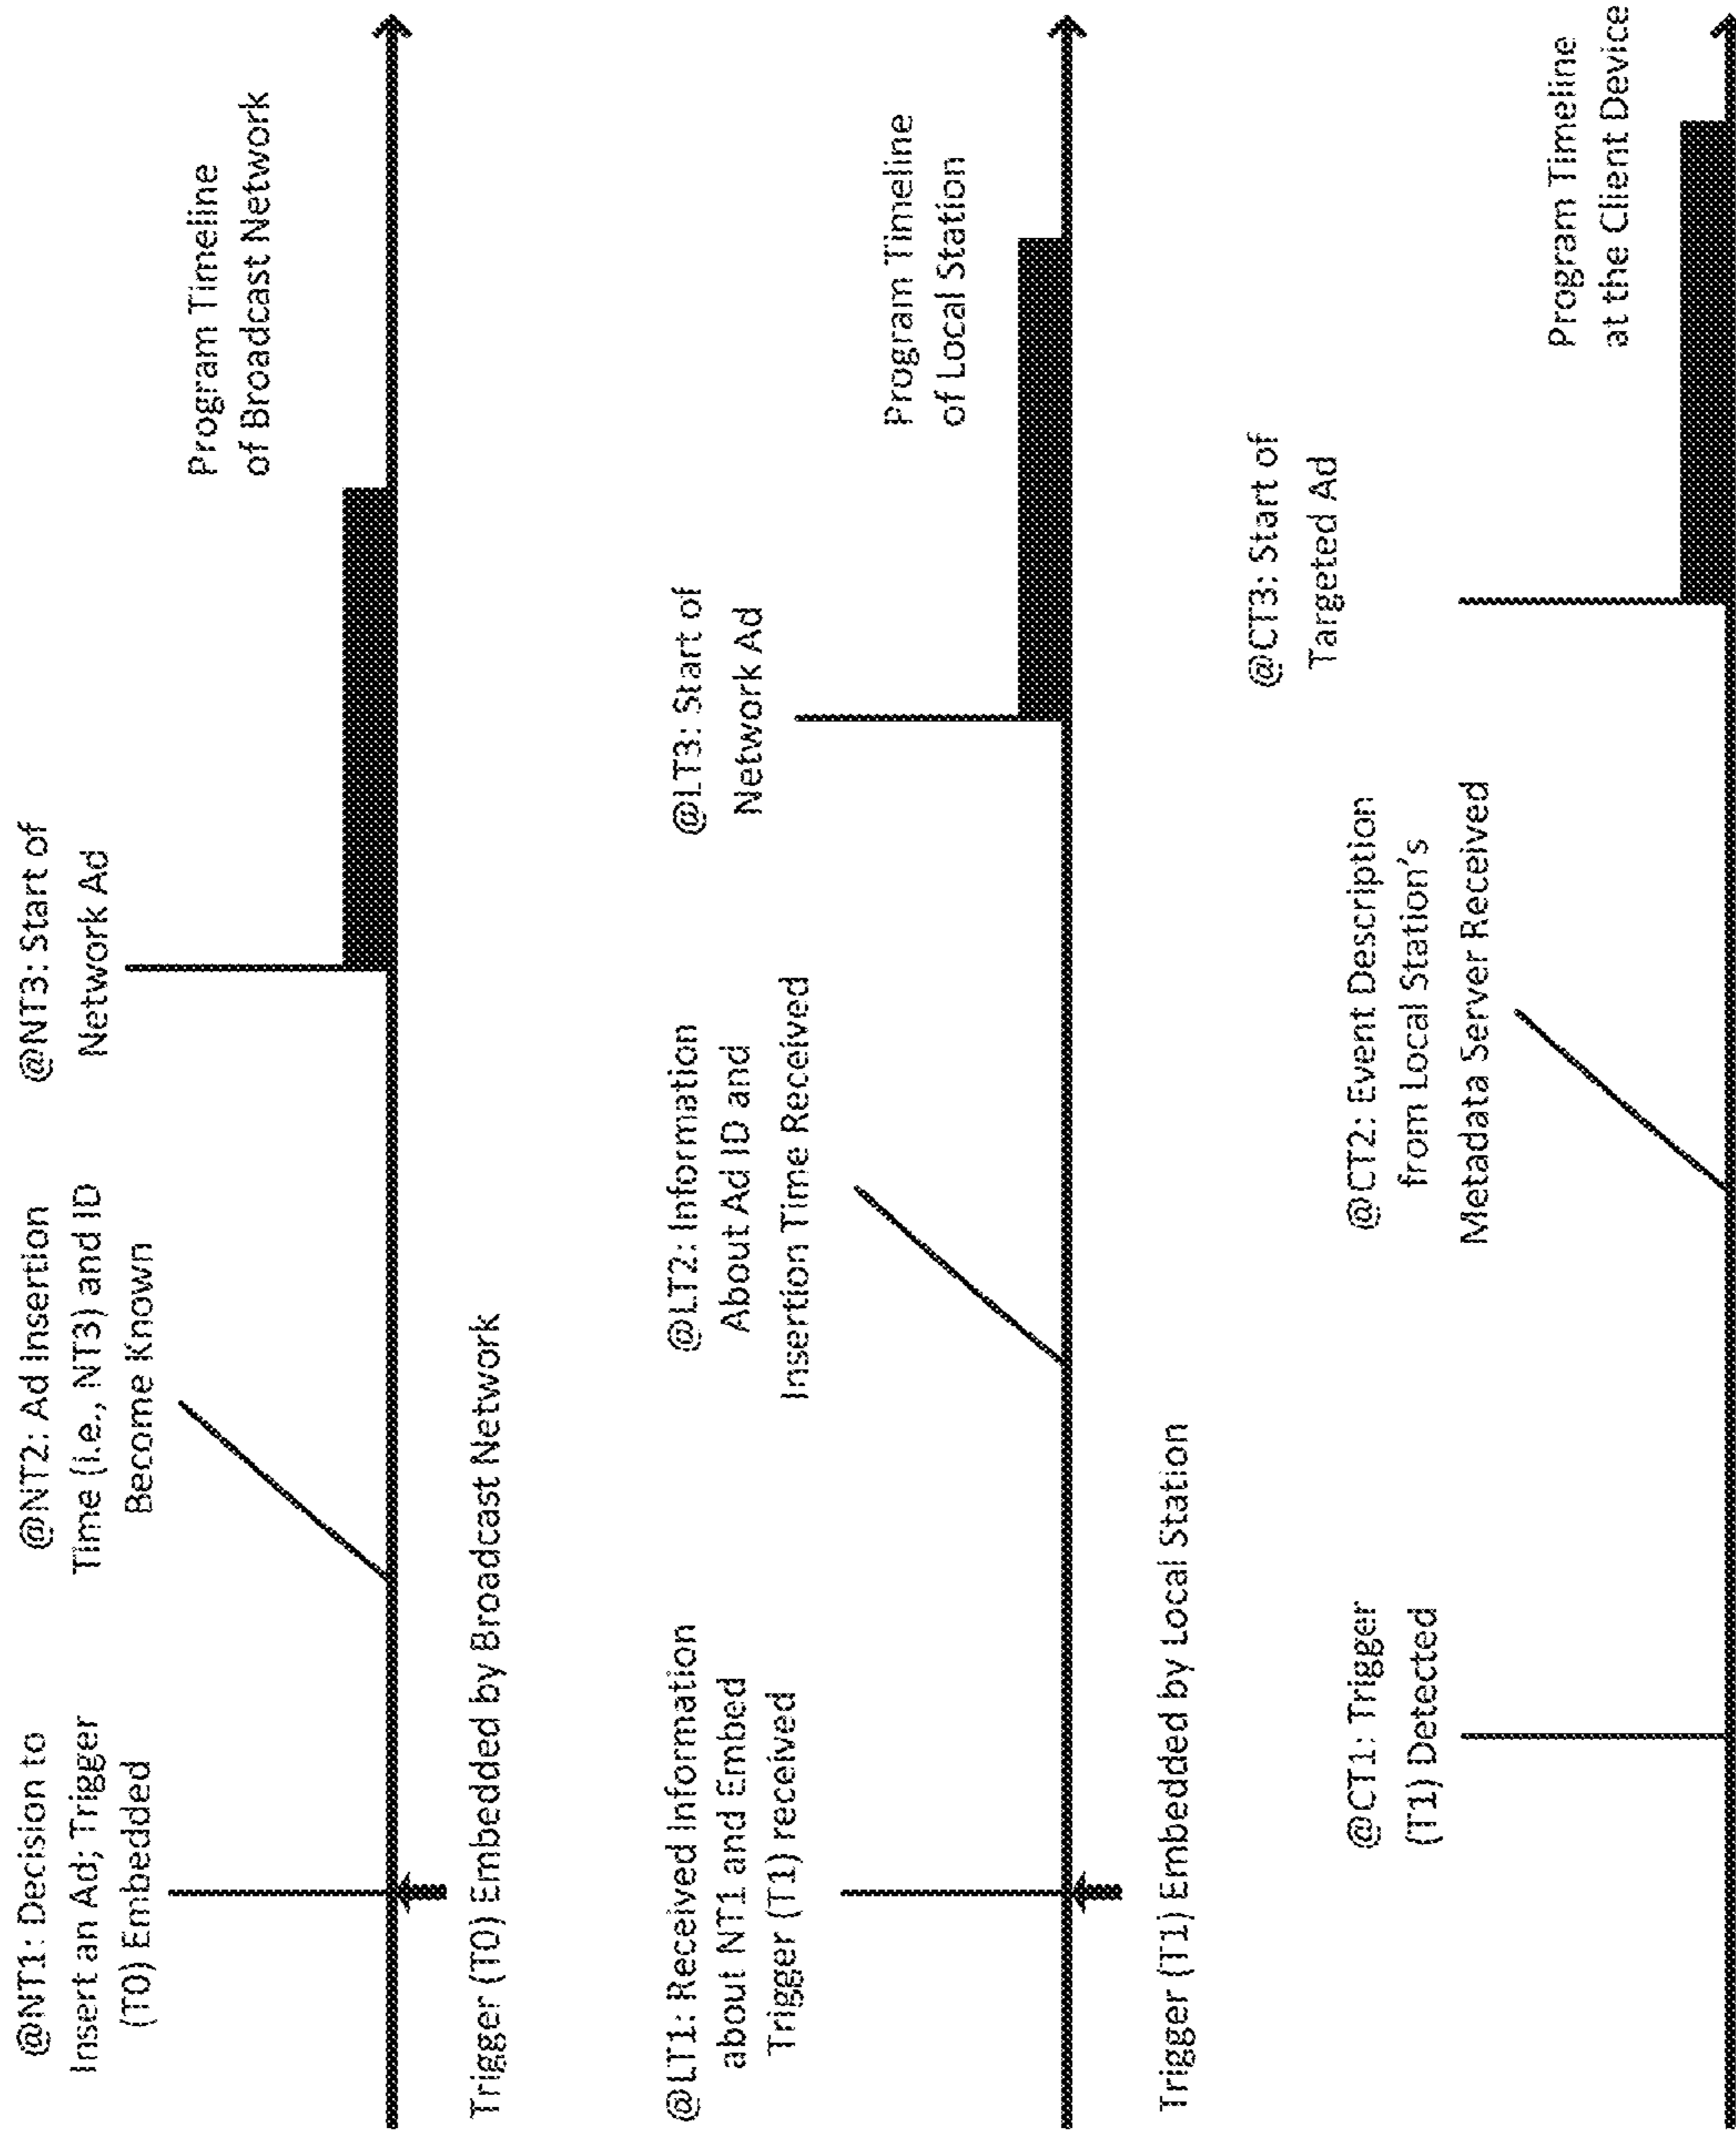 @NT1: Decision to
Insert an Ad; Trigger
(T0) Embedded
@NT2: Ad Insertion
Time (i.e., NT3) and ID
Become Known
@NT3: Start of
Network Ad
Program Timeline
of Broadcast Network
Trigger (T0) Embedded by Broadcast Network
@LT1: Received Information
about NT1 and Embed
Trigger (T1) received
@LT2: Information
About Ad ID and
Insertion Time Received
@LT3: Start of
Network Ad
Program Timeline
of Local Station
Trigger (T1) Embedded by Local Station
@CT1: Trigger
(T1) Detected
@CT2: Event Description
from Local Station's
Metadata Server Received
@CT3: Start of
Targeted Ad
Program Timeline
at the Client Device